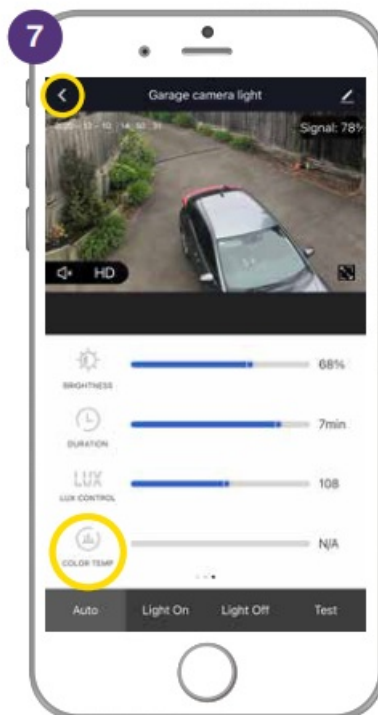 7
Garage camera light
Signal: 78%
HD
BRIGHTNESS
68%
DURATION
7min
LUX
LUX CONTROL
108
COLOR TEMP
N/A
Auto Light On Light Off Test